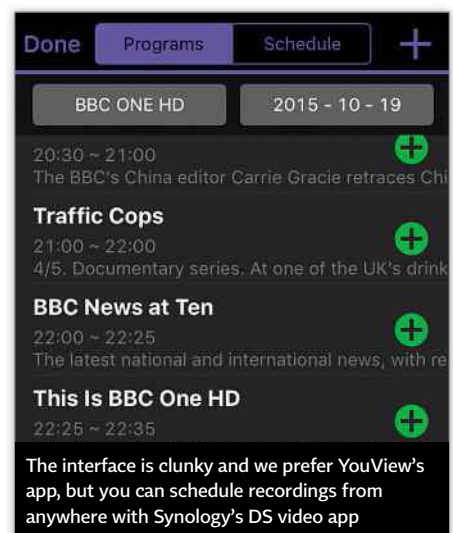 Done Programs Schedule +
BBC ONE HD 2015 - 10 - 19
20:30 ~ 21:00
The BBC's China editor Carrie Gracie retraces Chi
Traffic Cops
21:00 ~ 22:00
4/5. Documentary series. At one of the UK's drink
BBC News at Ten
22:00 ~ 22:25
The latest national and international news, with re
This Is BBC One HD
22:25 ~ 22:35
The interface is clunky and we prefer YouView's
app, but you can schedule recordings from
anywhere with Synology's DS video app